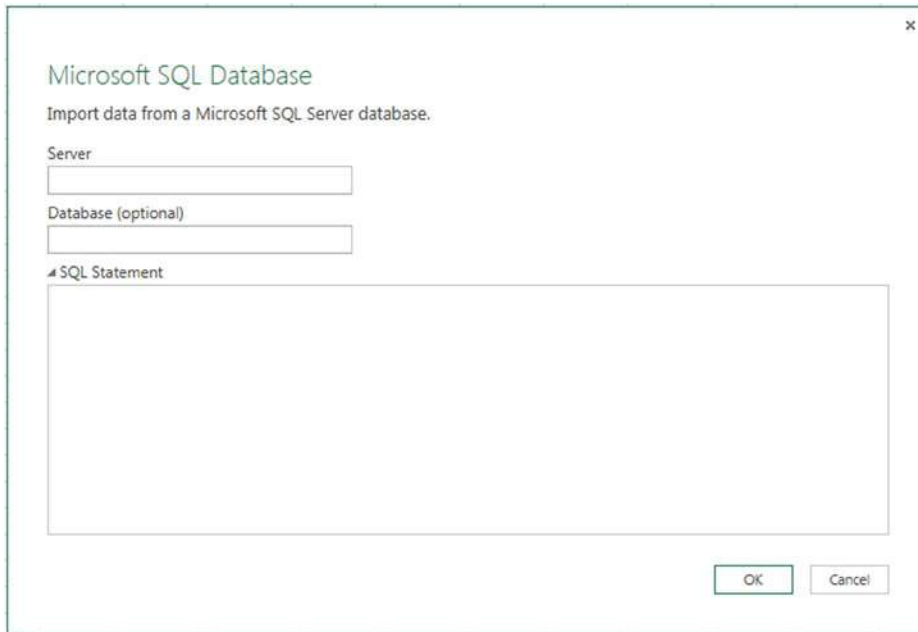 Microsoft SQL Database
Import data from a Microsoft SQL Server database.
Server
Database (optional)
SQL Statement
OK
Cancel